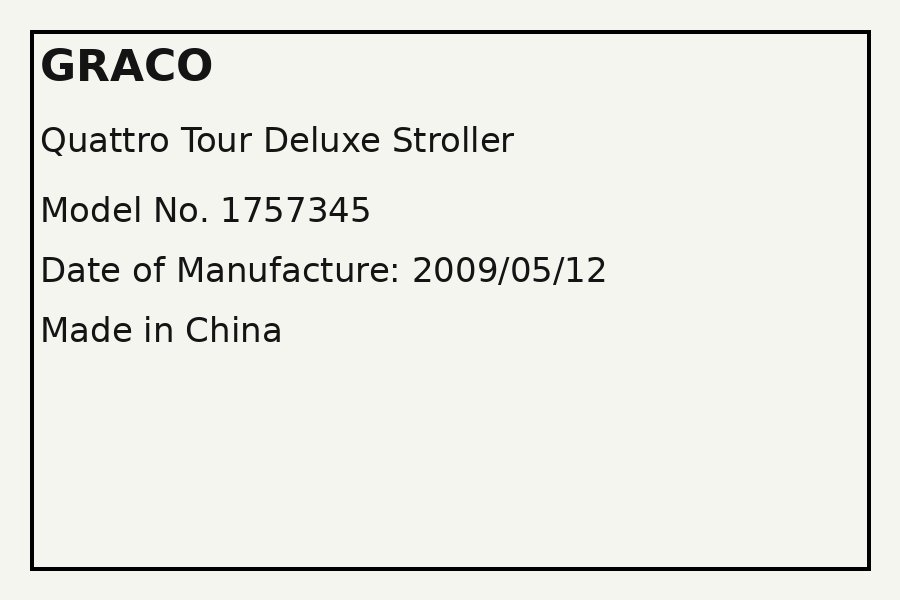 GRACO
Quattro Tour Deluxe Stroller
Model No. 1757345
Date of Manufacture: 2009/05/12
Made in China